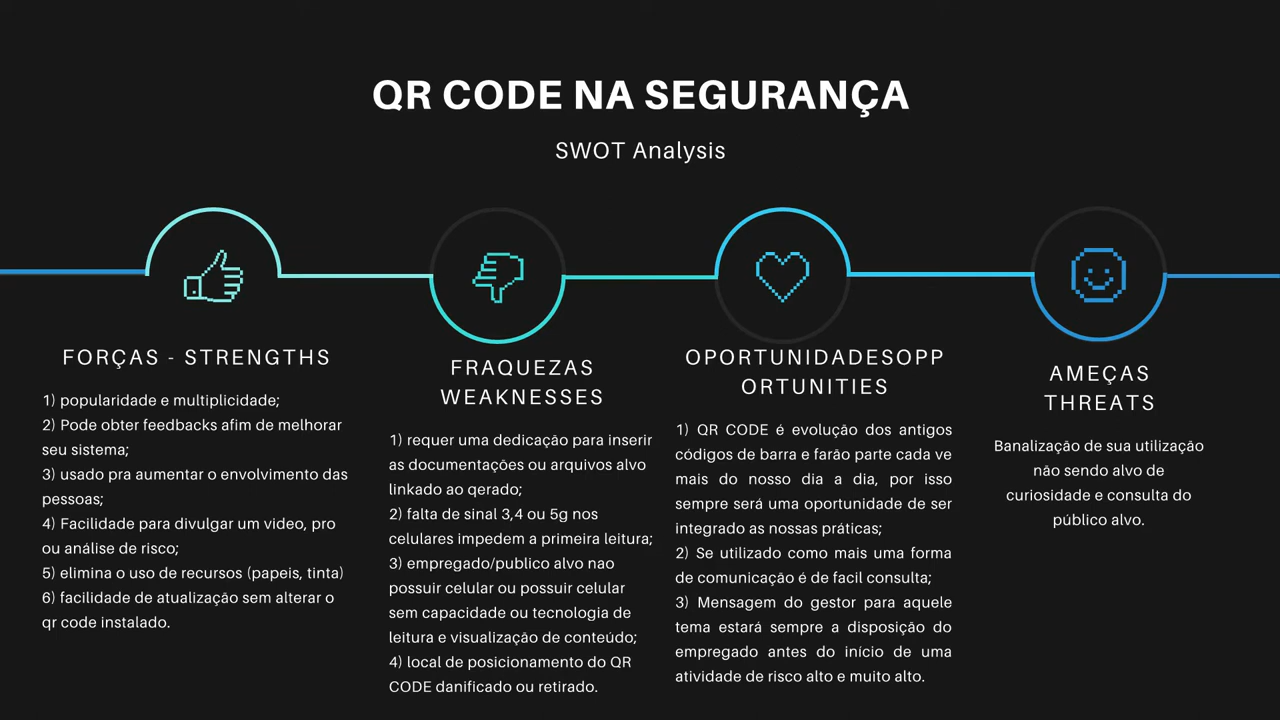 QR CODE NA SEGURANÇA
SWOT Analysis
FORÇAS - STRENGTHS
1) popularidade e multiplicidade;
2) Pode obter feedbacks afim de melhorar
seu sistema;
3) usado pra aumentar o envolvimento das
pessoas;
4) Facilidade para divulgar um video, pro
ou análise de risco;
5) elimina o uso de recursos (papeis, tinta)
6) facilidade de atualização sem alterar o
qr code instalado.
FRAQUEZAS
WEAKNESSES
1) requer uma dedicação para inserir
as documentações ou arquivos alvo
linkado ao qerado;
2) falta de sinal 3,4 ou 5g nos
celulares impedem a primeira leitura;
3) empregado/publico alvo nao
possuir celular ou possuir celular
sem capacidade ou tecnologia de
leitura e visualização de conteúdo;
4) local de posicionamento do QR
CODE danificado ou retirado.
OPORTUNIDADESOPP
ORTUNITIES
1) QR CODE é evolução dos antigos
códigos de barra e farão parte cada ve
mais do nosso dia a dia, por isso
sempre será uma oportunidade de ser
integrado as nossas práticas;
2) Se utilizado como mais uma forma
de comunicação é de facil consulta;
3) Mensagem do gestor para aquele
tema estará sempre a disposição do
empregado antes do início de uma
atividade de risco alto e muito alto.
AMEÇAS
THREATS
Banalização de sua utilização
não sendo alvo de
curiosidade e consulta do
público alvo.